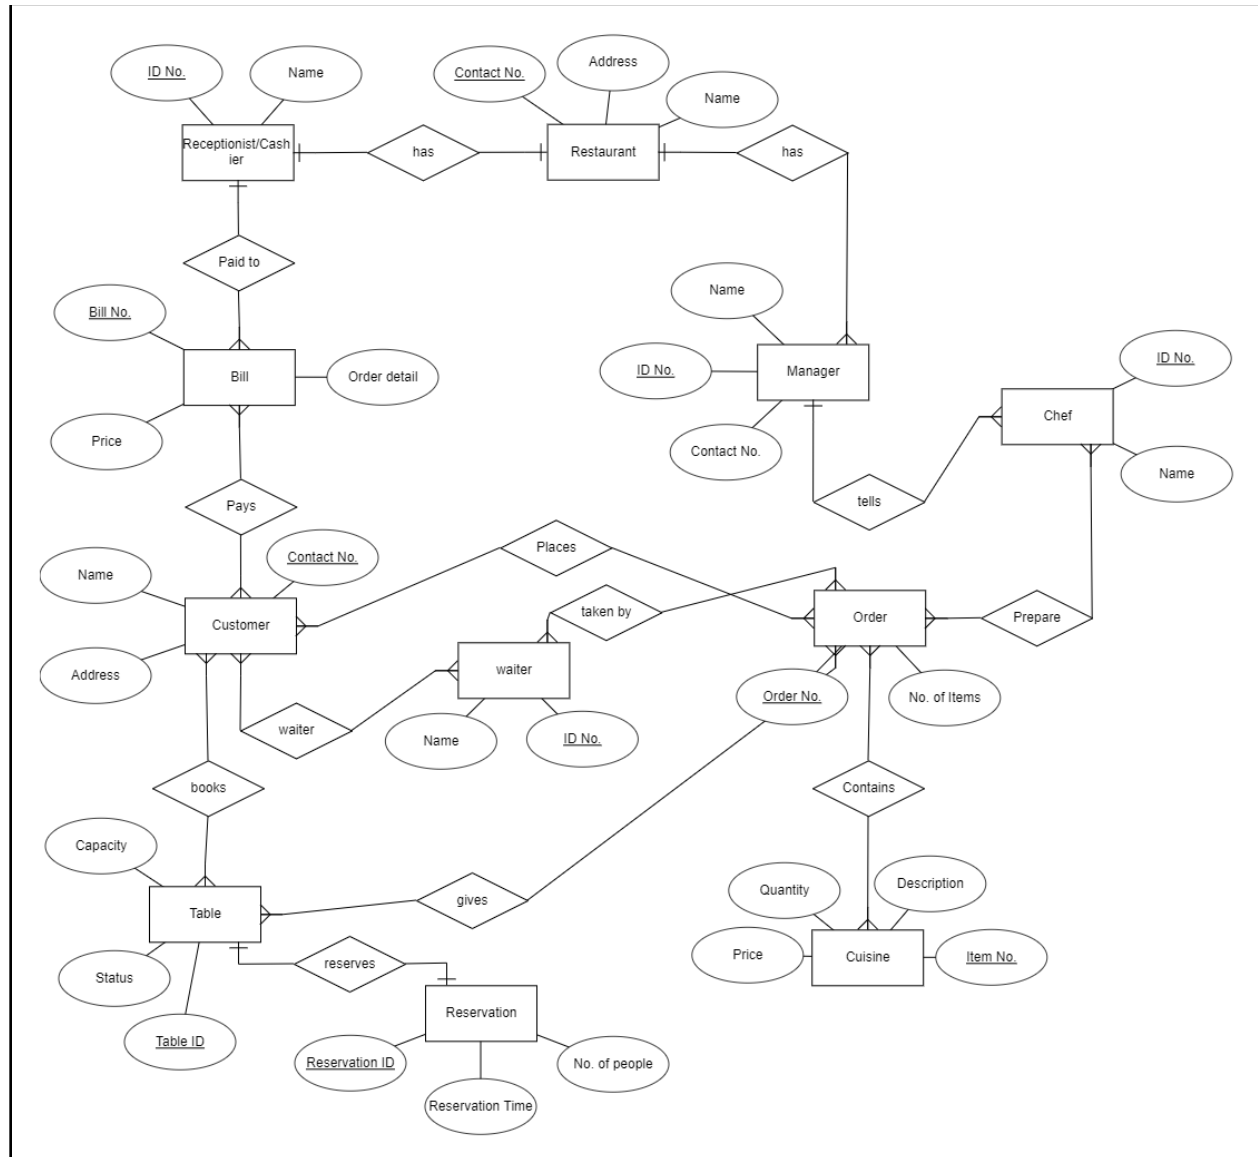 ID No.
Name
Contact No.
Address
Name
Receptionist/Cash
ier
has
Restaurant
has
Paid to
Name
Bill No.
ID No.
Manager
ID No.
Bill
Order detail
Chef
Price
Contact No.
Name
Pays
tells
Name
Contact No.
Places
Customer
taken by
Order
Prepare
Address
waiter
Order No.
No. of Items
waiter
Name
ID No.
books
Contains
Capacity
Quantity
Description
Table
gives
Price
Cuisine
Item No.
Status
reserves
Reservation
Table ID
Reservation ID
No. of people
Reservation Time